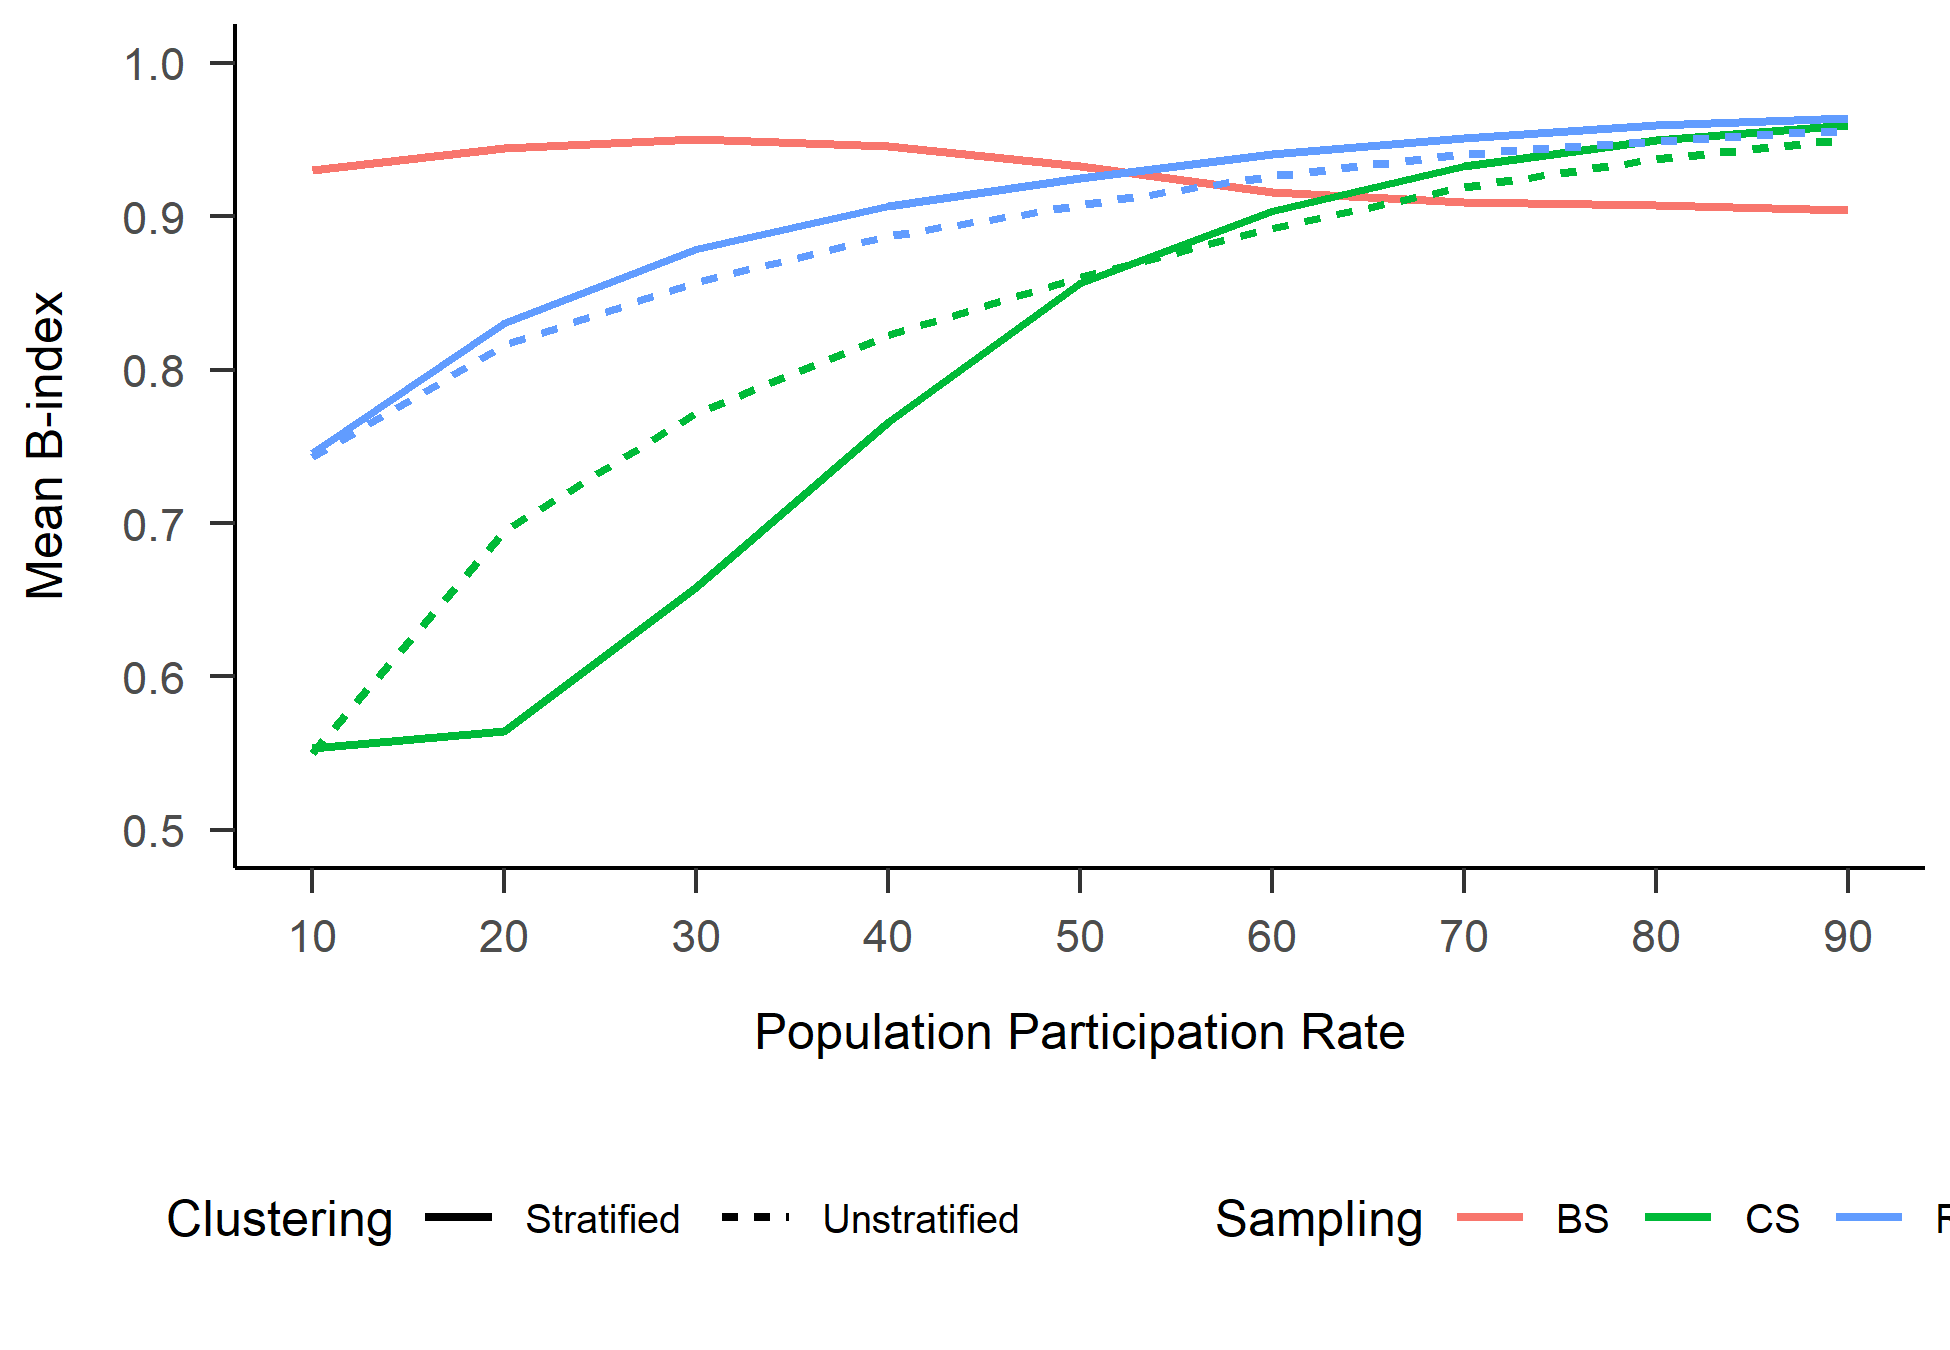 1.0
0.9
0.8
0.7
0.6
0.5
Mean B-index
10 20 30 40 50 60 70 80 90
Population Participation Rate
Clustering Stratified Unstratified Sampling BS CS